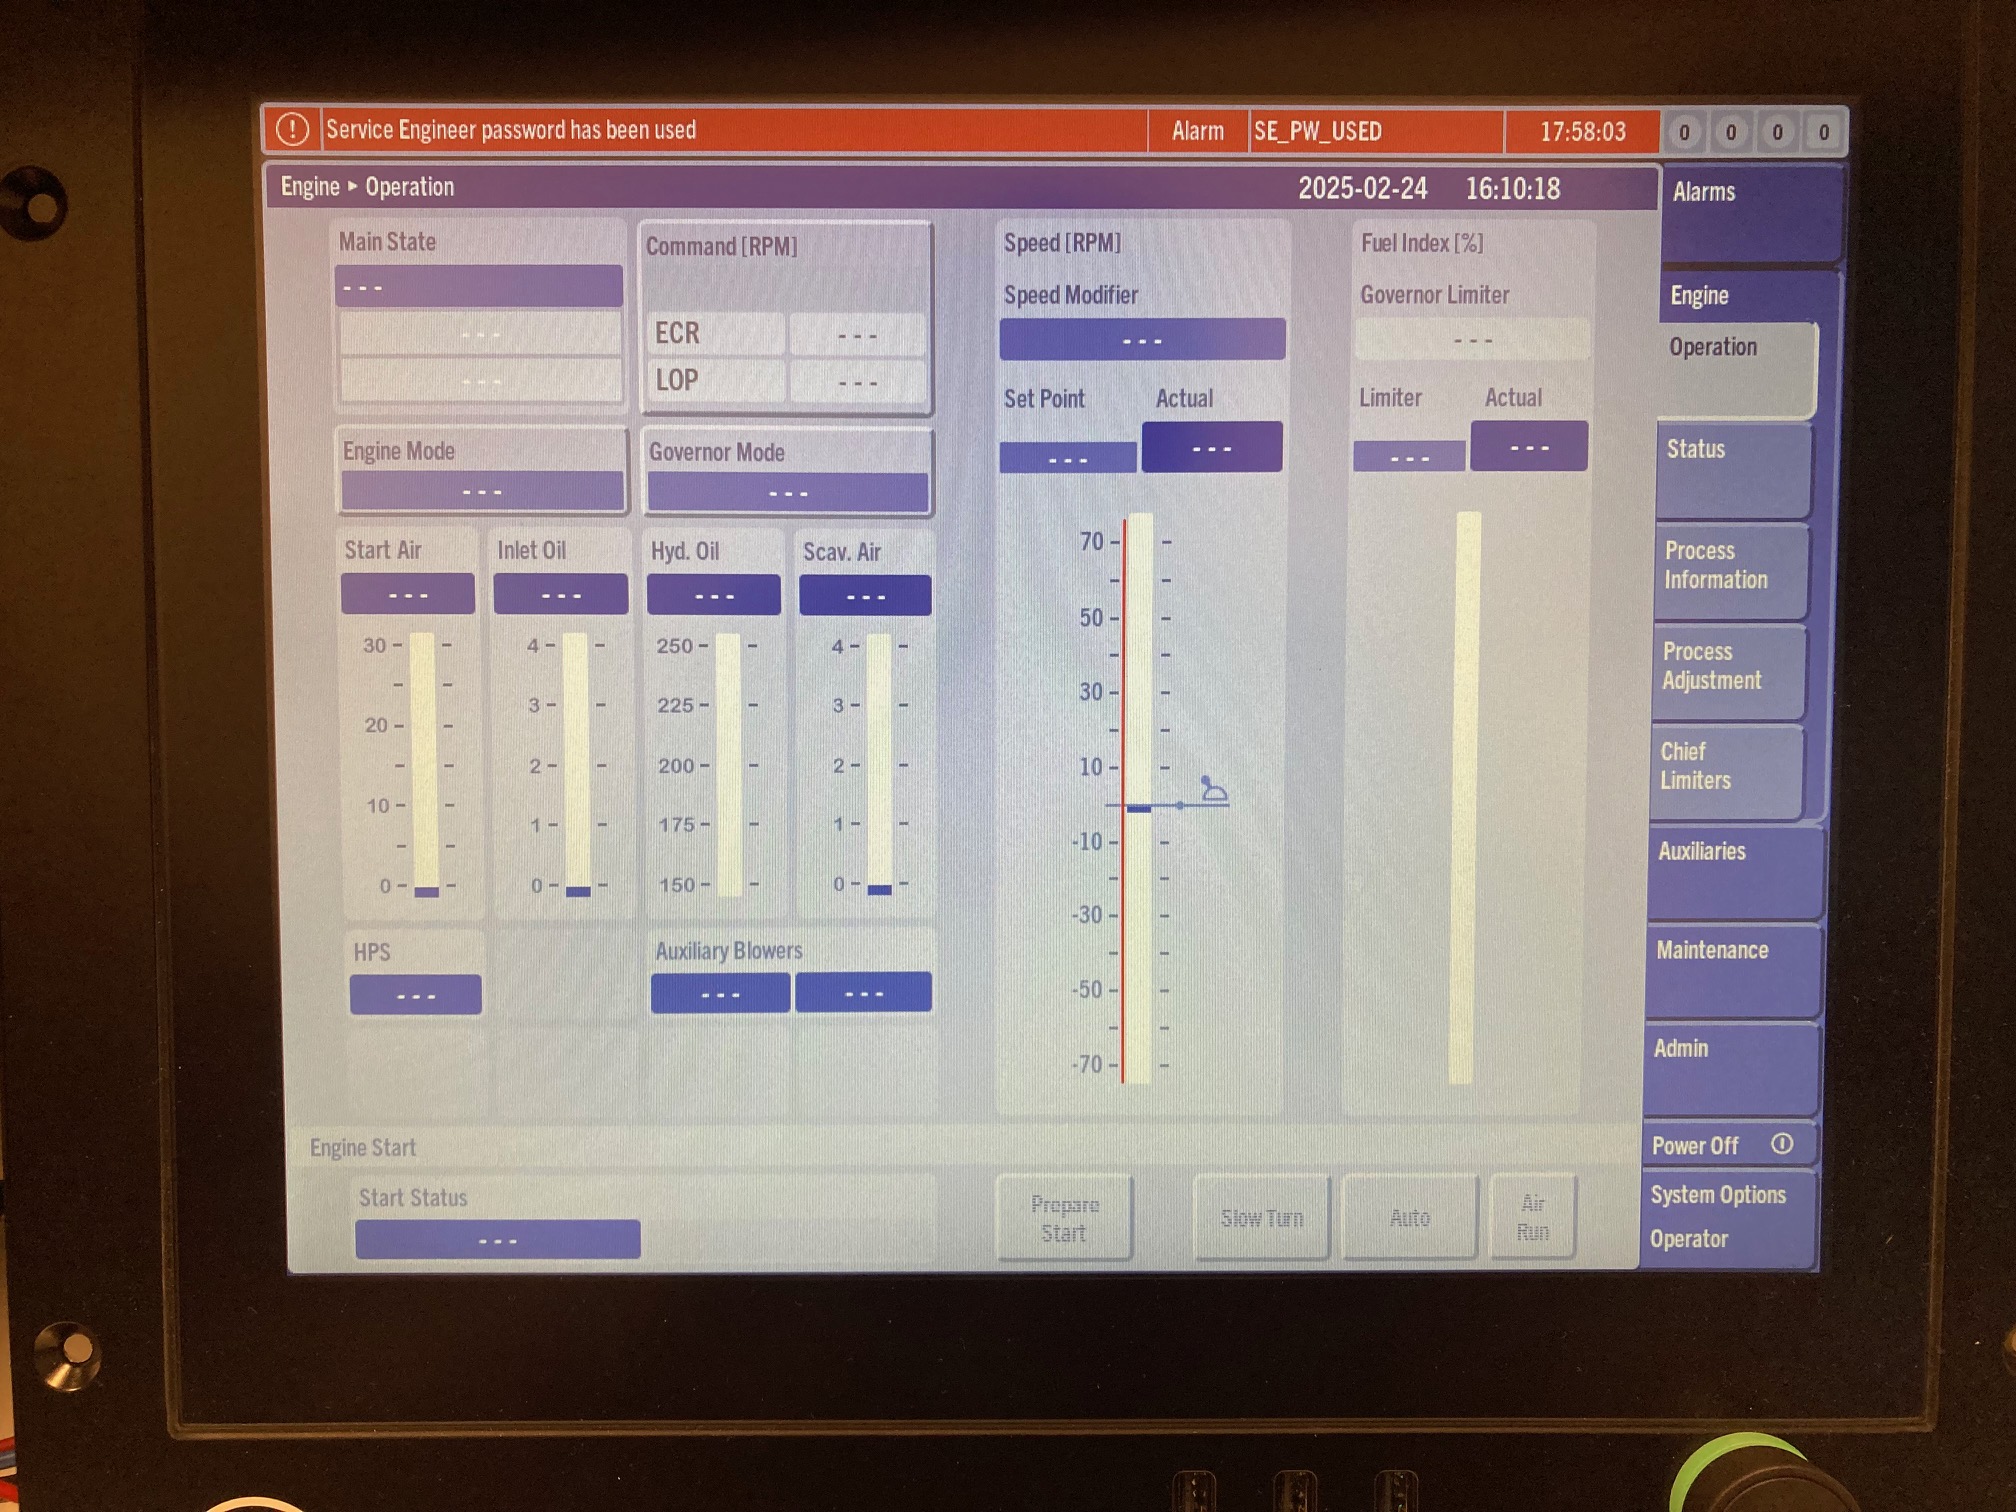 Service Engineer password has been used Alarm SE_PW_USED 17:58:03 0 0 0 0
Engine ▸ Operation 2025-02-24 16:10:18
Main State
---
---
---
Command [RPM]
ECR ---
LOP ---
Engine Mode
---
Governor Mode
---
Start Air
---
30
20
10
0
Inlet Oil
---
4
3
2
1
0
Hyd. Oil
---
250
225
200
175
150
Scav. Air
---
4
3
2
1
0
HPS
---
Auxiliary Blowers
--- ---
Speed [RPM]
Speed Modifier
---
Set Point Actual
--- ---
70
50
30
10
-10
-30
-50
-70
Fuel Index [%]
Governor Limiter
---
Limiter Actual
--- ---
Engine Start
Start Status
---
Prepare
Start
Slow Turn
Auto
Air
Run
Alarms
Engine
Operation
Status
Process
Information
Process
Adjustment
Chief
Limiters
Auxiliaries
Maintenance
Admin
Power Off
System Options
Operator